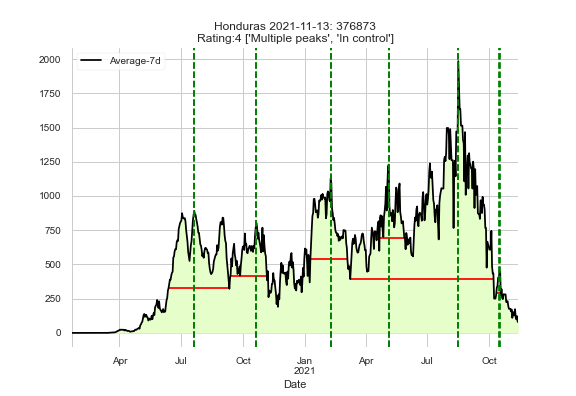 Honduras 2021-11-13: 376873
Rating:4 ['Multiple peaks', 'In control']
Average-7d
2000
1750
1500
1250
1000
750
500
250
0
Apr
Jul
Oct
Jan
2021
Apr
Jul
Oct
Date